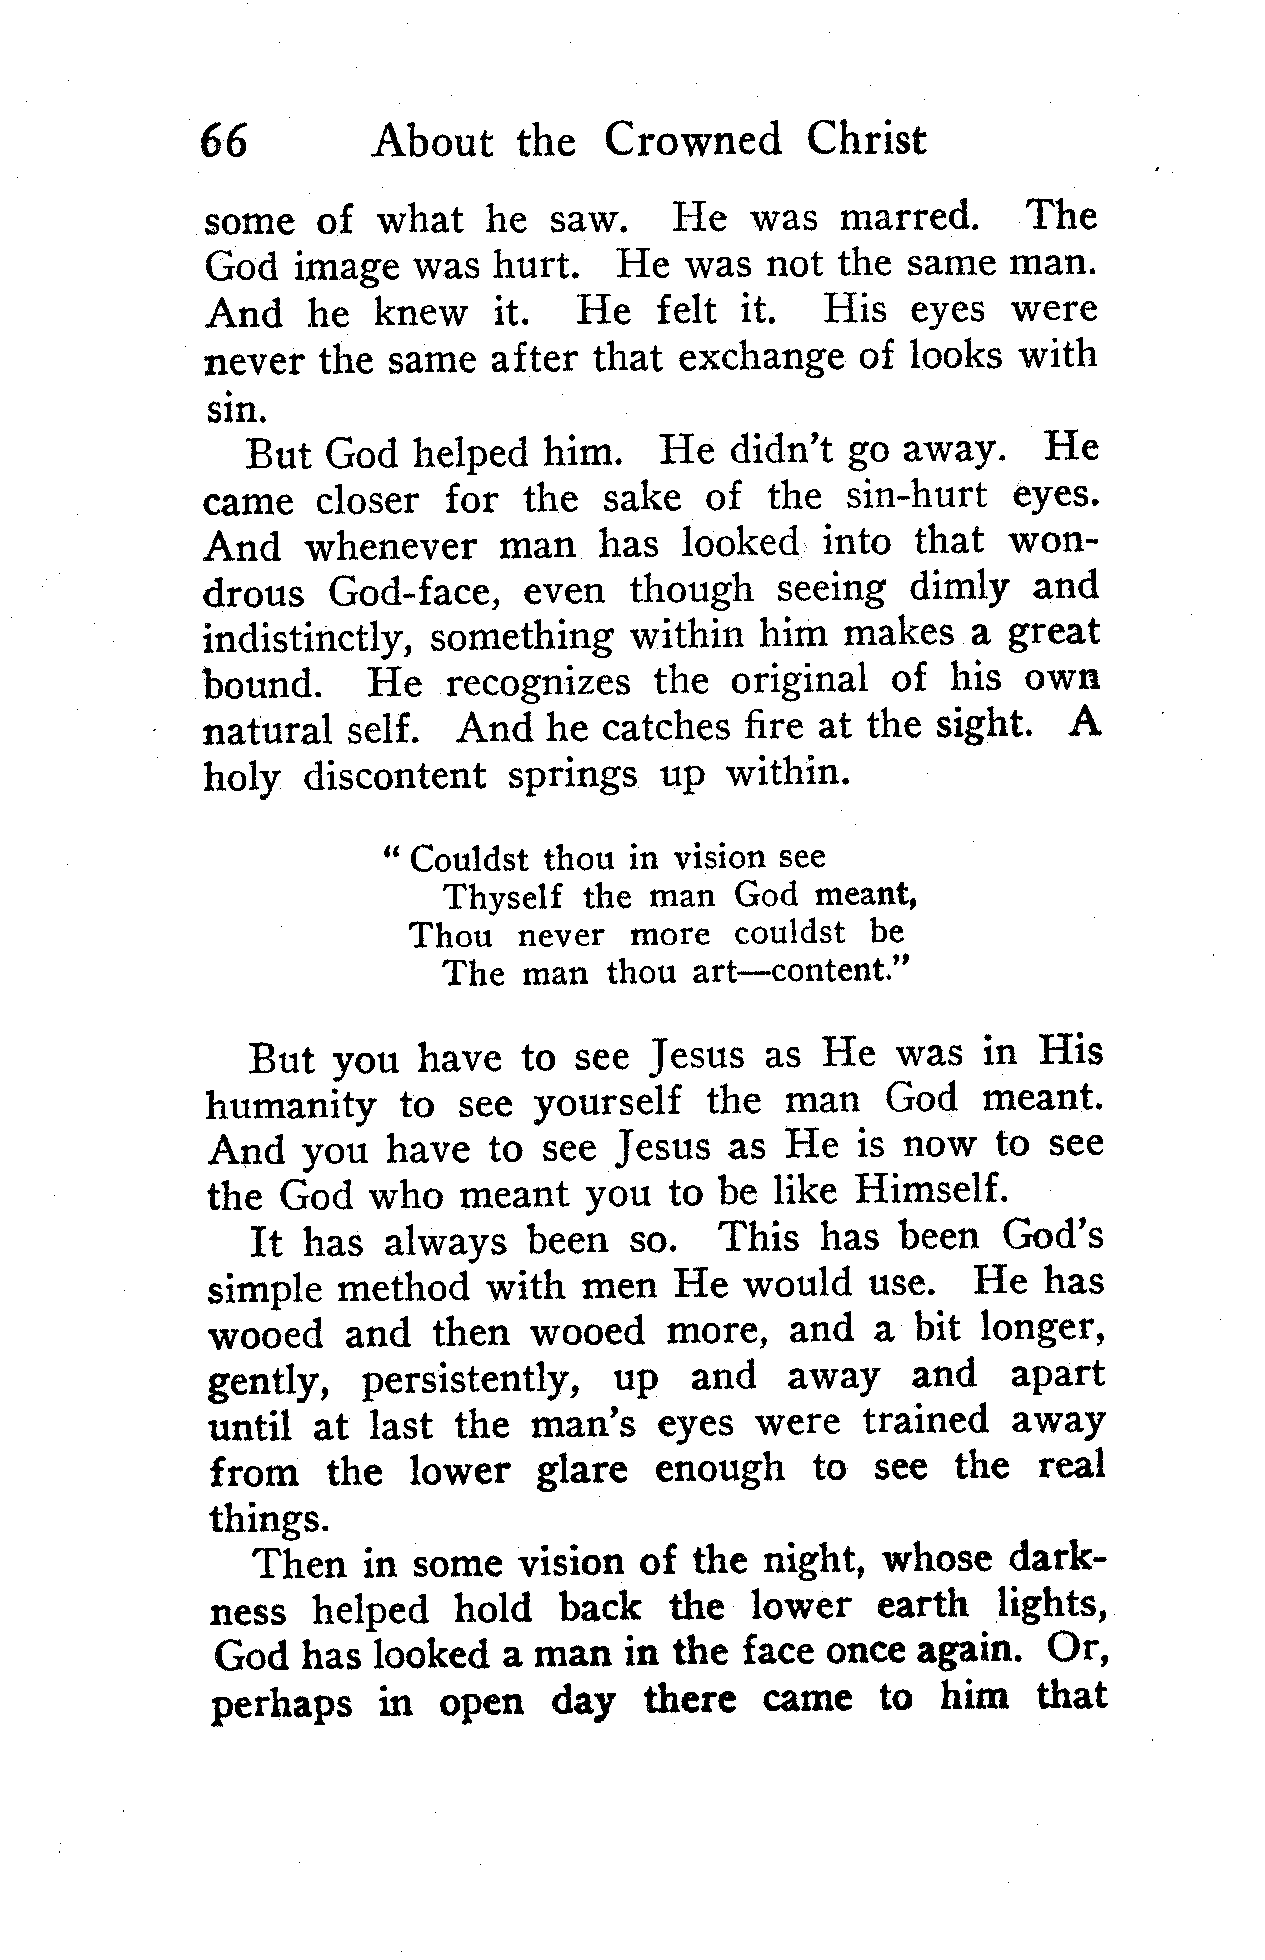 66 About the Crowned Christ
some of what he saw. He was marred. The
God image was hurt. He was not the same man.
And he knew it. He felt it. His eyes were
never the same after that exchange of looks with
sin.
But God helped him. He didn't go away. He
came closer for the sake of the sin-hurt eyes.
And whenever man has looked into that won-
drous God-face, even though seeing dimly and
indistinctly, something within him makes a great
bound. He recognizes the original of his own
natural self. And he catches fire at the sight. A
holy discontent springs up within.
“ Couldst thou in vision see
Thyself the man God meant,
Thou never more couldst be
The man thou art—content.”
But you have to see Jesus as He was in His
humanity to see yourself the man God meant.
And you have to see Jesus as He is now to see
the God who meant you to be like Himself.
It has always been so. This has been God's
simple method with men He would use. He has
wooed and then wooed more, and a bit longer,
gently, persistently, up and away and apart
until at last the man's eyes were trained away
from the lower glare enough to see the real
things.
Then in some vision of the night, whose dark-
ness helped hold back the lower earth lights,
God has looked a man in the face once again. Or,
perhaps in open day there came to him that